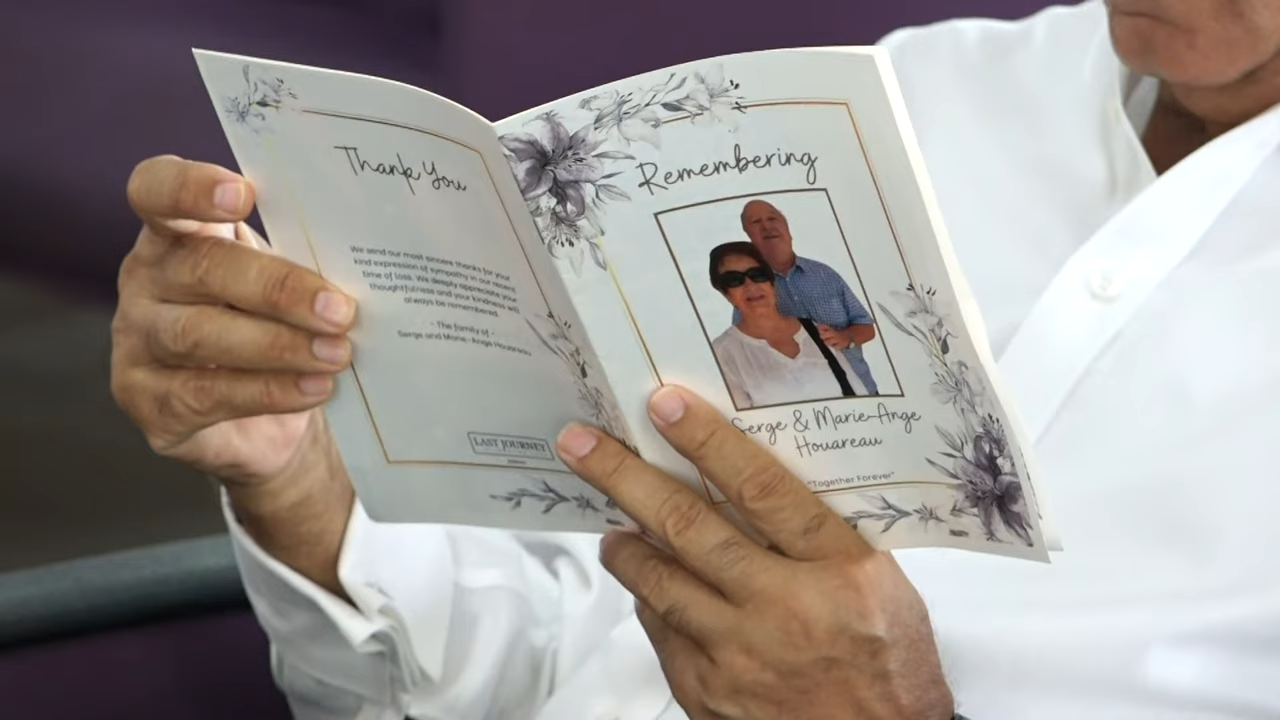 Thank You
We send our most sincere thanks for your
kind expression of sympathy in our recent
time of loss. We deeply appreciate your
thoughtfulness and your kindness will
always be remembered.
- The family of -
Serge and Marie-Ange Houareau
LAST JOURNEY
Remembering
Serge & Marie-Ange
Houareau
"Together Forever"